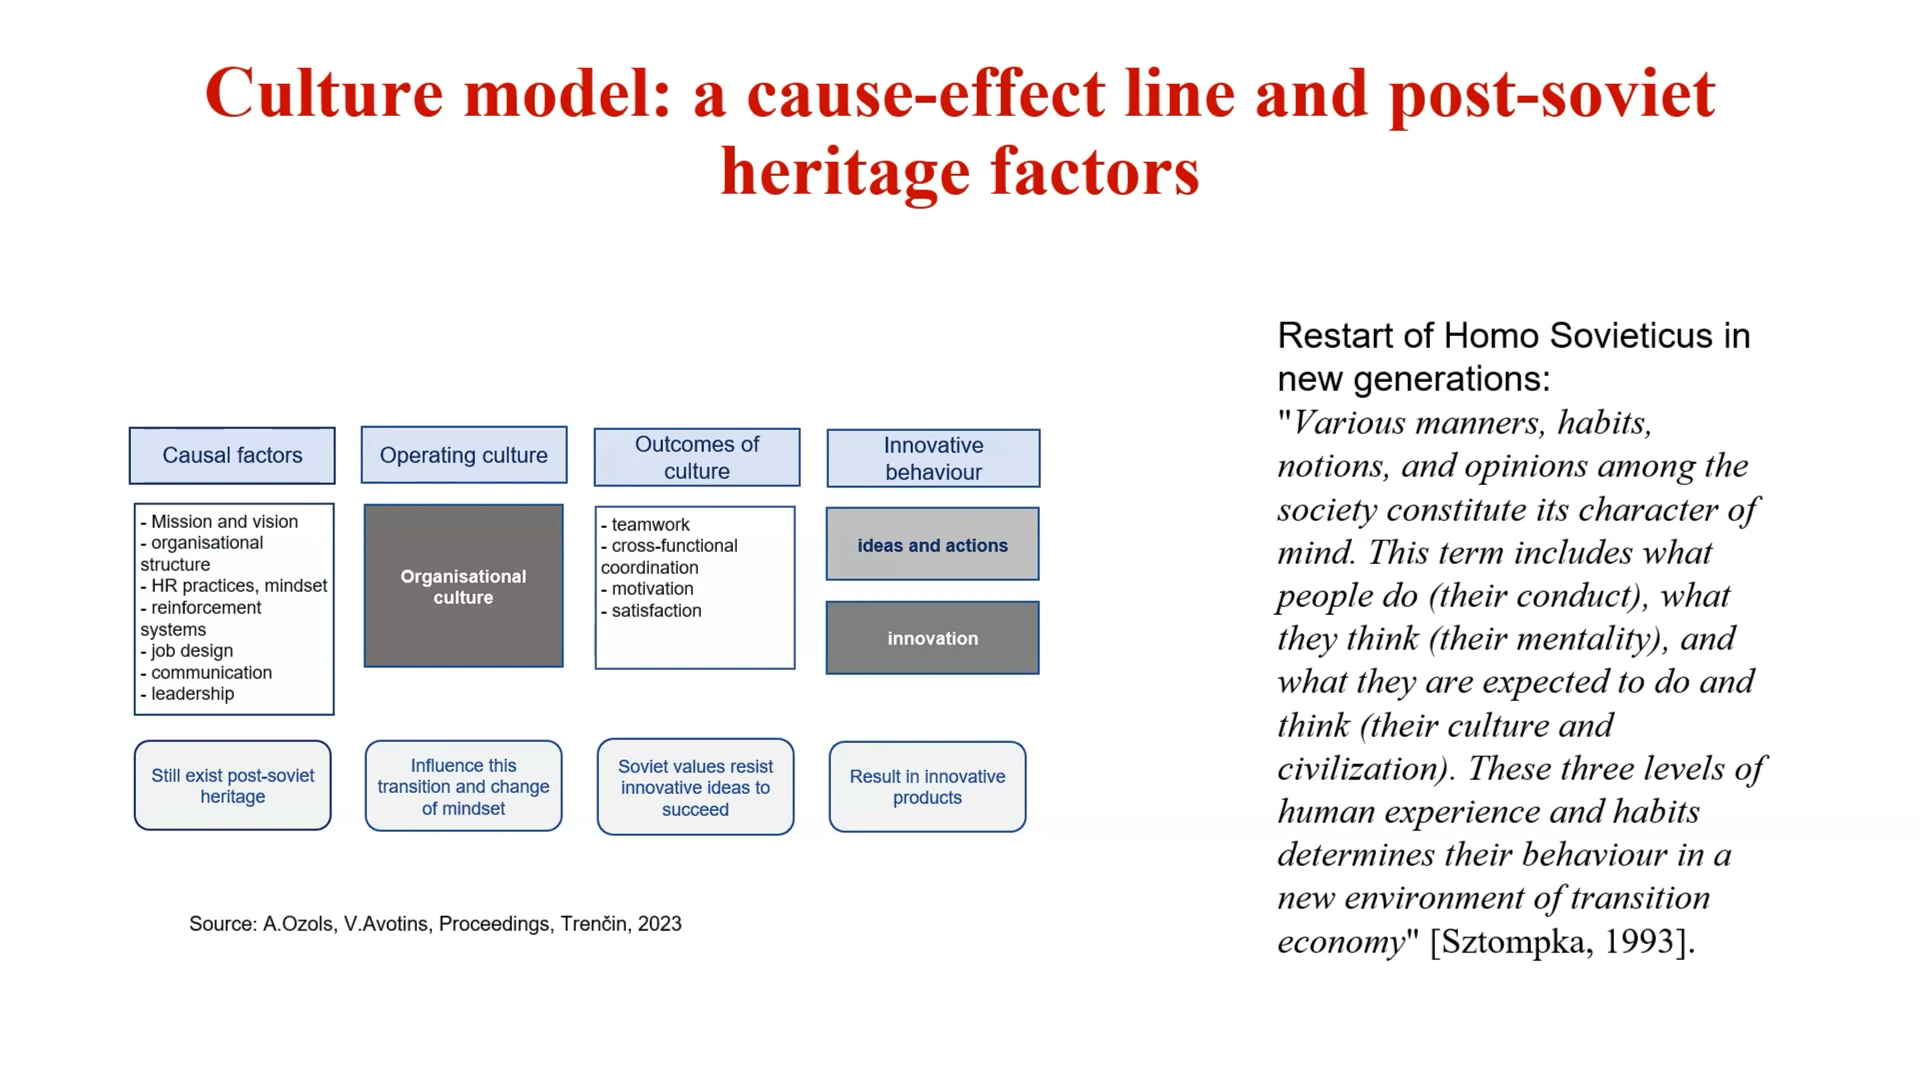 Culture model: a cause-effect line and post-soviet
heritage factors
Causal factors
- Mission and vision
- organisational
structure
- HR practices, mindset
- reinforcement
systems
- job design
- communication
- leadership
Still exist post-soviet
heritage
Operating culture
Organisational
culture
Influence this
transition and change
of mindset
Outcomes of
culture
- teamwork
- cross-functional
coordination
- motivation
- satisfaction
Soviet values resist
innovative ideas to
succeed
Innovative
behaviour
ideas and actions
innovation
Result in innovative
products
Source: A.Ozols, V.Avotins, Proceedings, Trenčin, 2023
Restart of Homo Sovieticus in
new generations:
"Various manners, habits,
notions, and opinions among the
society constitute its character of
mind. This term includes what
people do (their conduct), what
they think (their mentality), and
what they are expected to do and
think (their culture and
civilization). These three levels of
human experience and habits
determines their behaviour in a
new environment of transition
economy" [Sztompka, 1993].